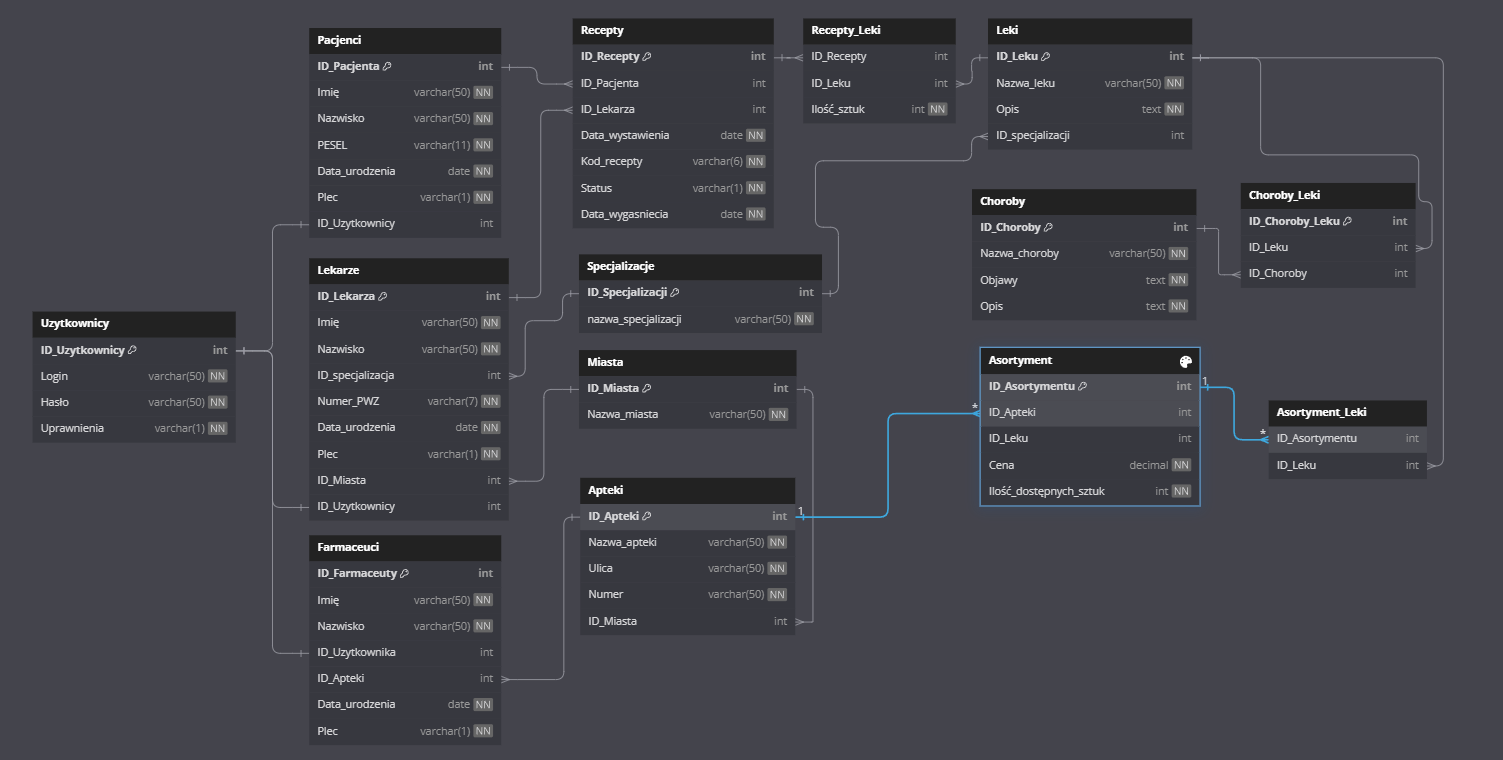 Pacjenci
ID_Pacjenta int
Imię varchar(50) NN
Nazwisko varchar(50) NN
PESEL varchar(11) NN
Data_urodzenia date NN
Plec varchar(1) NN
ID_Uzytkownicy int
Recepty
ID_Recepty int
ID_Pacjenta int
ID_Lekarza int
Data_wystawienia date NN
Kod_recepty varchar(6) NN
Status varchar(1) NN
Data_wygasniecia date NN
Recepty_Leki
ID_Recepty int
ID_Leku int
Ilość_sztuk int NN
Leki
ID_Leku int
Nazwa_leku varchar(50) NN
Opis text NN
ID_specjalizacji int
Choroby
ID_Choroby int
Nazwa_choroby varchar(50) NN
Objawy text NN
Opis text NN
Choroby_Leki
ID_Choroby_Leku int
ID_Leku int
ID_Choroby int
Lekarze
ID_Lekarza int
Imię varchar(50) NN
Nazwisko varchar(50) NN
ID_specjalizacja int
Numer_PWZ varchar(7) NN
Data_urodzenia date NN
Plec varchar(1) NN
ID_Miasta int
ID_Uzytkownicy int
Specjalizacje
ID_Specjalizacji int
nazwa_specjalizacji varchar(50) NN
Uzytkownicy
ID_Uzytkownicy int
Login varchar(50) NN
Hasło varchar(50) NN
Uprawnienia varchar(1) NN
Miasta
ID_Miasta int
Nazwa_miasta varchar(50) NN
Asortyment
ID_Asortymentu int 1
* ID_Apteki int
ID_Leku int
Cena decimal NN
Ilość_dostępnych_sztuk int NN
Asortyment_Leki
* ID_Asortymentu int
ID_Leku int
Apteki
ID_Apteki int 1
Nazwa_apteki varchar(50) NN
Ulica varchar(50) NN
Numer varchar(50) NN
ID_Miasta int
Farmaceuci
ID_Farmaceuty int
Imię varchar(50) NN
Nazwisko varchar(50) NN
ID_Uzytkownika int
ID_Apteki int
Data_urodzenia date NN
Plec varchar(1) NN